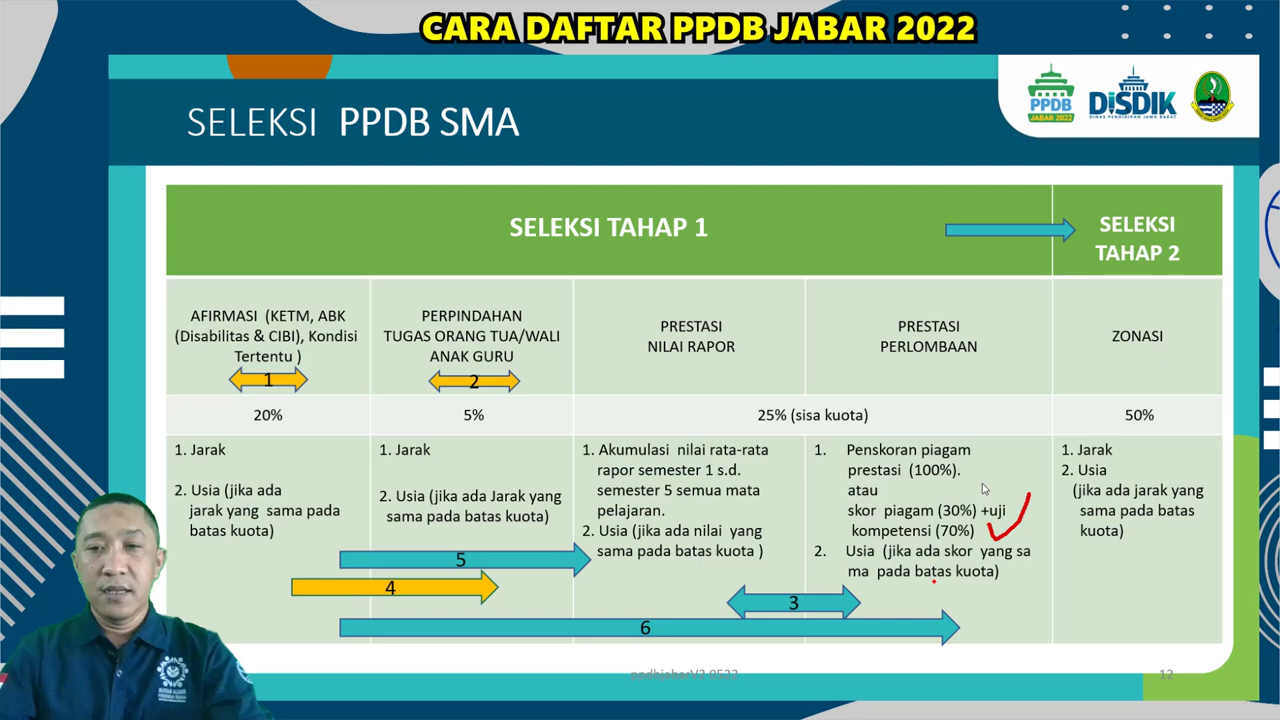 CARA DAFTAR PPDB JABAR 2022
SELEKSI PPDB SMA
PPDB
JABAR 2022
DISDIK
DINAS PENDIDIKAN JAWA BARAT
SELEKSI TAHAP 1
SELEKSI
TAHAP 2
AFIRMASI (KETM, ABK
(Disabilitas & CIBI), Kondisi
Tertentu )
1
PERPINDAHAN
TUGAS ORANG TUA/WALI
ANAK GURU
2
PRESTASI
NILAI RAPOR
PRESTASI
PERLOMBAAN
ZONASI
20%
5%
25% (sisa kuota)
50%
1. Jarak
2. Usia (jika ada
jarak yang sama pada
batas kuota)
1. Jarak
2. Usia (jika ada Jarak yang
sama pada batas kuota)
1. Akumulasi nilai rata-rata
rapor semester 1 s.d.
semester 5 semua mata
pelajaran.
2. Usia (jika ada nilai yang
sama pada batas kuota )
1. Penskoran piagam
prestasi (100%).
atau
skor piagam (30%) +uji
kompetensi (70%)
2. Usia (jika ada skor yang sa
ma pada batas kuota)
1. Jarak
2. Usia
(jika ada jarak yang
sama pada batas
kuota)
5
4
3
6
12